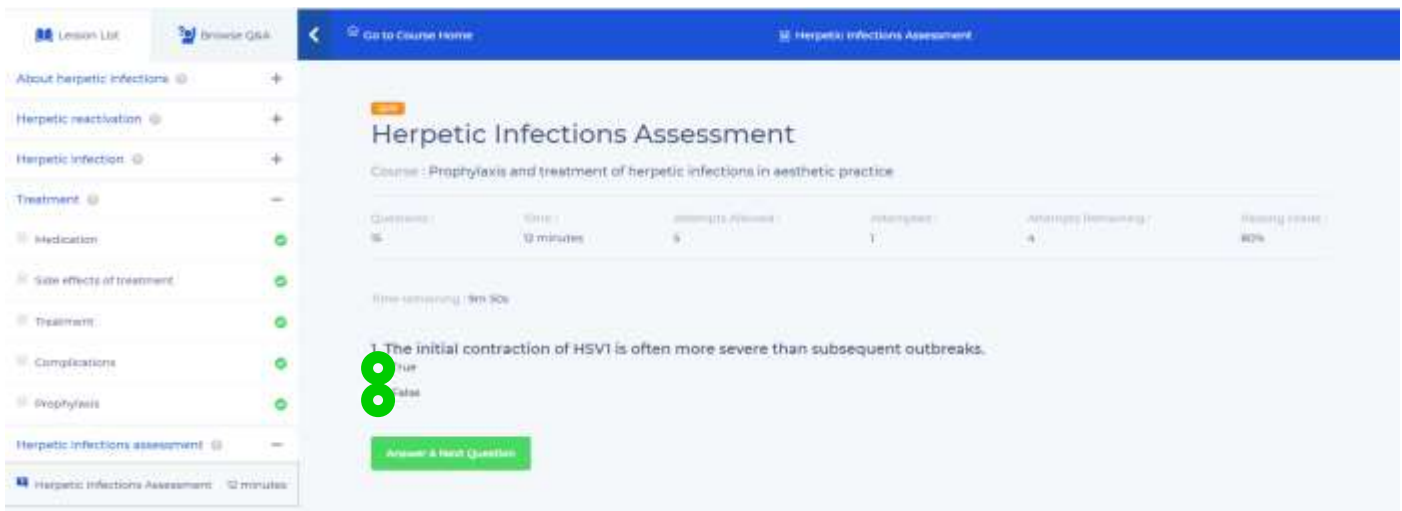 Lesson List
Browse Q&A
Go to Course Home
Herpetic Infections Assessment
About herpetic infections
Herpetic reactivation
Herpetic infection
Treatment
Medication
Side effects of treatment
Treatment
Complications
Prophylaxis
Herpetic infections assessment
Herpetic Infections Assessment 12 minutes
Herpetic Infections Assessment
Course : Prophylaxis and treatment of herpetic infections in aesthetic practice
Questions : Time : Attempts Allowed : Attempted : Attempts Remaining :
12 minutes 5 1 4 80%
Time remaining : 9m 50s
1. The initial contraction of HSV1 is often more severe than subsequent outbreaks.
True
False
Answer & Next Question